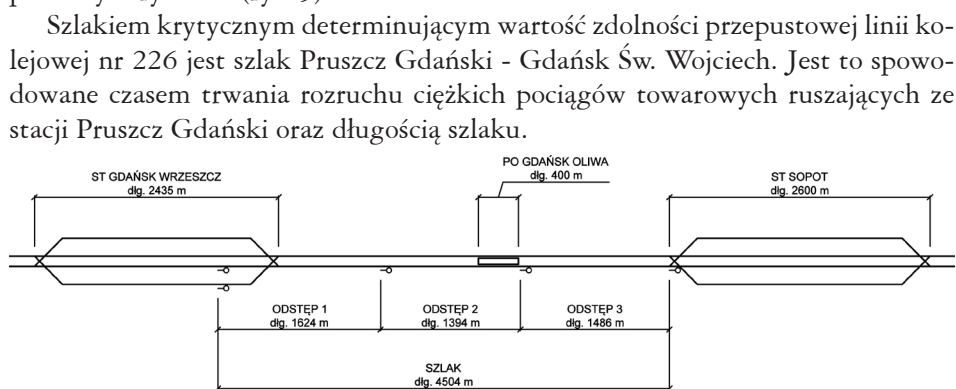 Szlakiem krytycznym determinującym wartość zdolności przepustowej linii ko-
lejowej nr 226 jest szlak Pruszcz Gdański - Gdańsk Św. Wojciech. Jest to spowo-
dowane czasem trwania rozruchu ciężkich pociągów towarowych ruszających ze
stacji Pruszcz Gdański oraz długością szlaku.
PO GDAŃSK OLIWA
dłg. 400 m
ST GDAŃSK WRZESZCZ
dłg. 2435 m
ST SOPOT
dłg. 2600 m
ODSTĘP 1
dłg. 1624 m
ODSTĘP 2
dłg. 1394 m
ODSTĘP 3
dłg. 1486 m
SZLAK
dłg. 4504 m